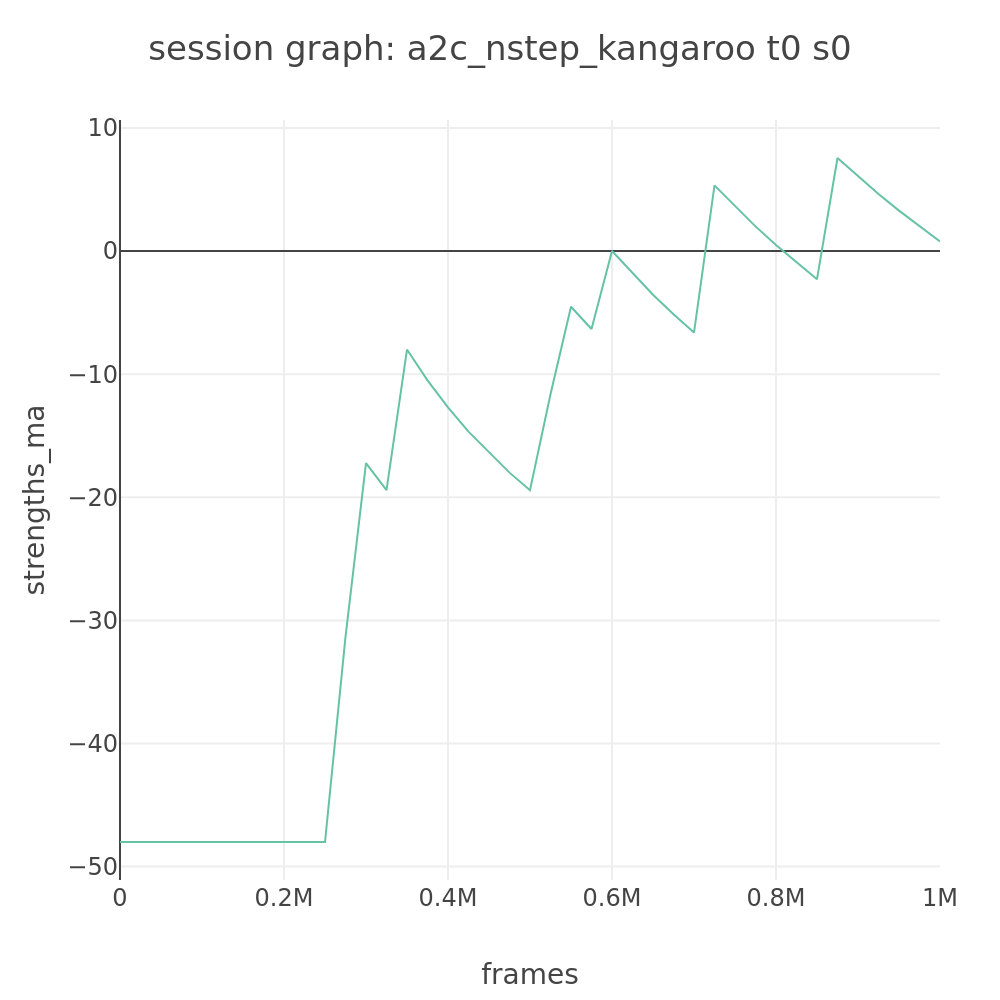 session graph: a2c_nstep_kangaroo t0 s0
strengths_ma
10
0
−10
−20
−30
−40
−50
0
0.2M
0.4M
0.6M
0.8M
1M
frames